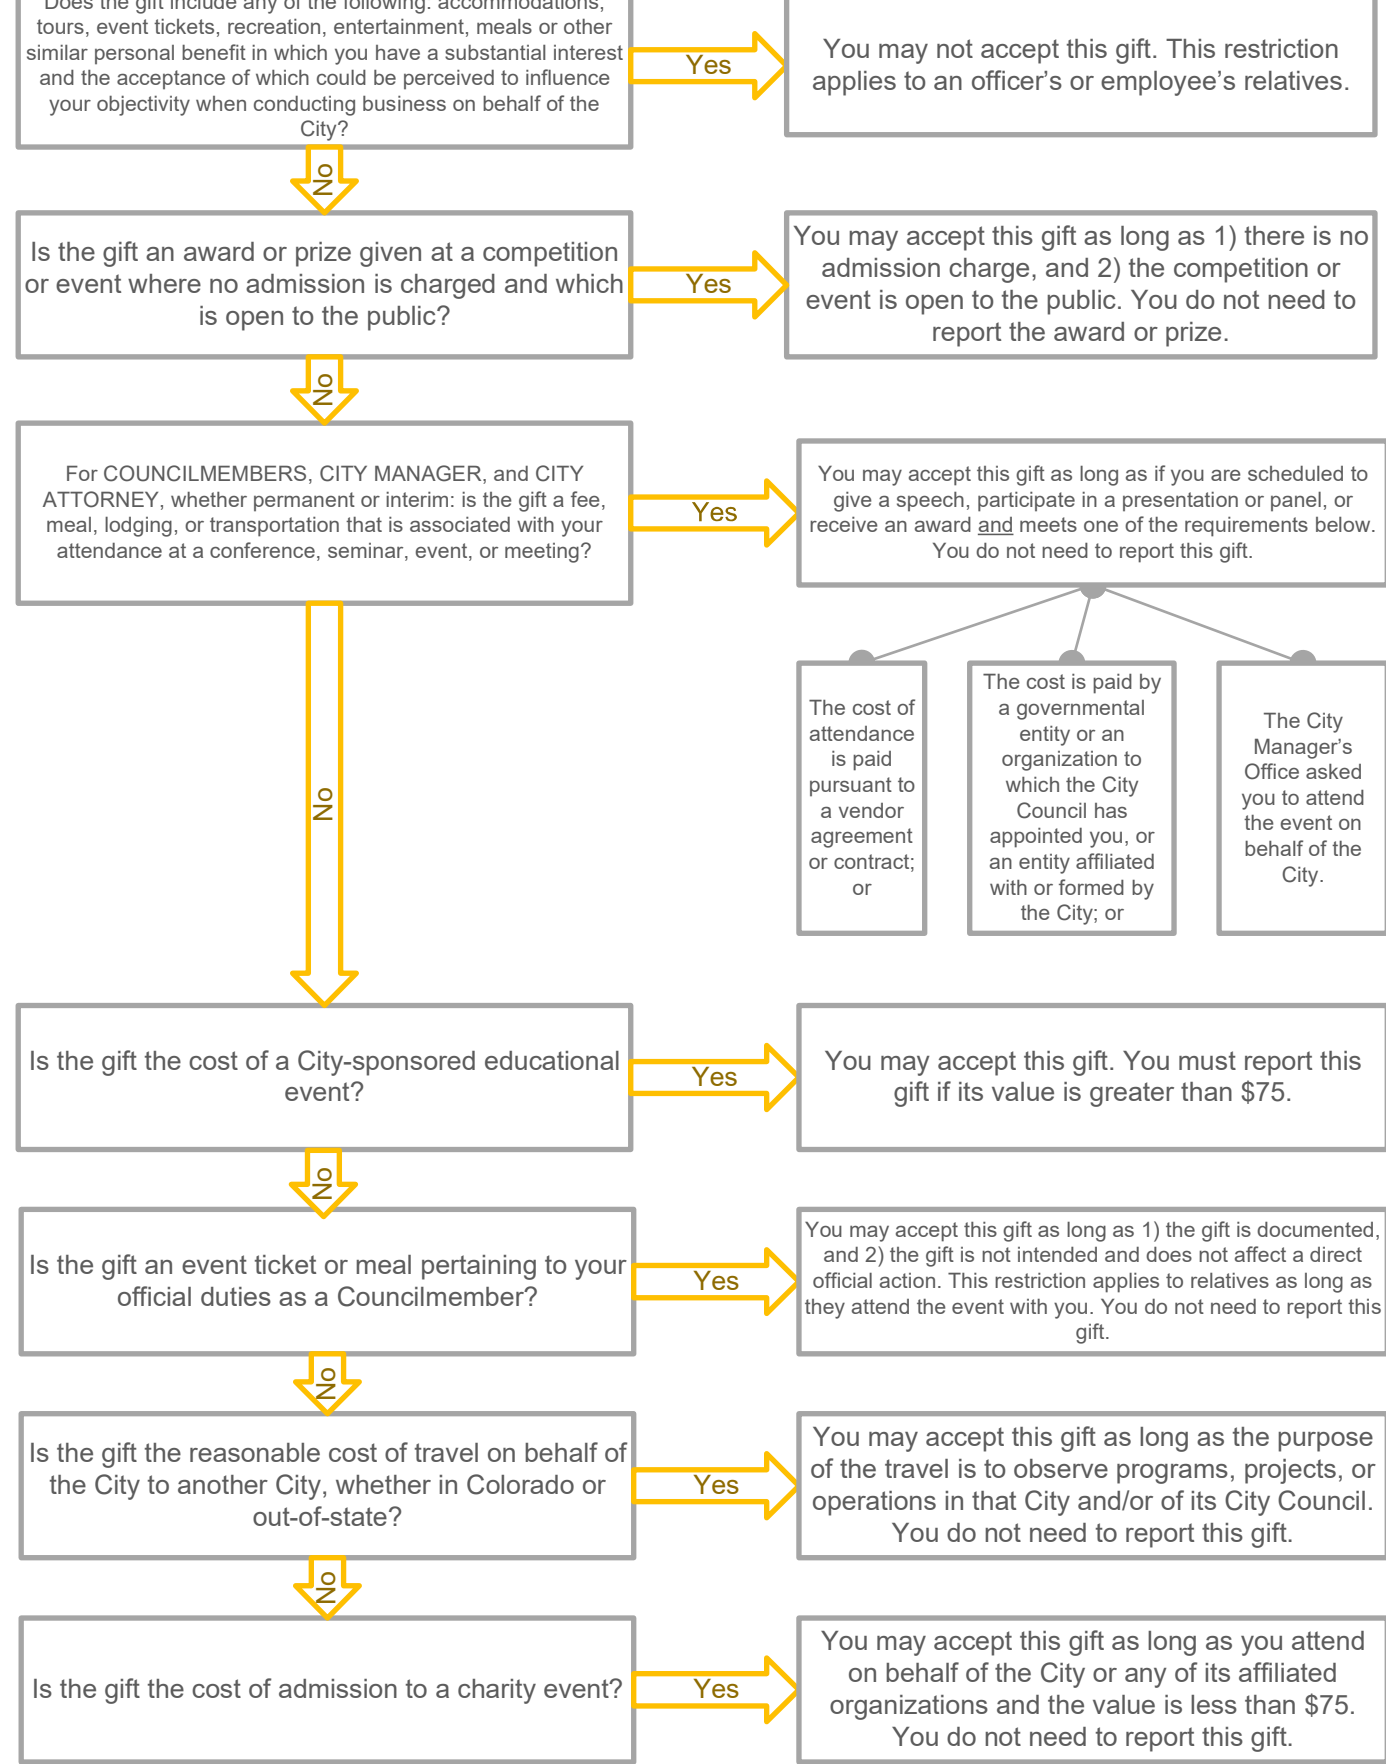 Does the gift include any of the following: accommodations,
tours, event tickets, recreation, entertainment, meals or other
similar personal benefit in which you have a substantial interest
and the acceptance of which could be perceived to influence
your objectivity when conducting business on behalf of the
City?
Yes
You may not accept this gift. This restriction
applies to an officer’s or employee’s relatives.
No
Is the gift an award or prize given at a competition
or event where no admission is charged and which
is open to the public?
Yes
You may accept this gift as long as 1) there is no
admission charge, and 2) the competition or
event is open to the public. You do not need to
report the award or prize.
No
For COUNCILMEMBERS, CITY MANAGER, and CITY
ATTORNEY, whether permanent or interim: is the gift a fee,
meal, lodging, or transportation that is associated with your
attendance at a conference, seminar, event, or meeting?
Yes
You may accept this gift as long as if you are scheduled to
give a speech, participate in a presentation or panel, or
receive an award and meets one of the requirements below.
You do not need to report this gift.
The cost of
attendance
is paid
pursuant to
a vendor
agreement
or contract;
or
The cost is paid by
a governmental
entity or an
organization to
which the City
Council has
appointed you, or
an entity affiliated
with or formed by
the City; or
The City
Manager’s
Office asked
you to attend
the event on
behalf of the
City.
No
Is the gift the cost of a City-sponsored educational
event?
Yes
You may accept this gift. You must report this
gift if its value is greater than $75.
No
Is the gift an event ticket or meal pertaining to your
official duties as a Councilmember?
Yes
You may accept this gift as long as 1) the gift is documented,
and 2) the gift is not intended and does not affect a direct
official action. This restriction applies to relatives as long as
they attend the event with you. You do not need to report this
gift.
No
Is the gift the reasonable cost of travel on behalf of
the City to another City, whether in Colorado or
out-of-state?
Yes
You may accept this gift as long as the purpose
of the travel is to observe programs, projects, or
operations in that City and/or of its City Council.
You do not need to report this gift.
No
Is the gift the cost of admission to a charity event?
Yes
You may accept this gift as long as you attend
on behalf of the City or any of its affiliated
organizations and the value is less than $75.
You do not need to report this gift.